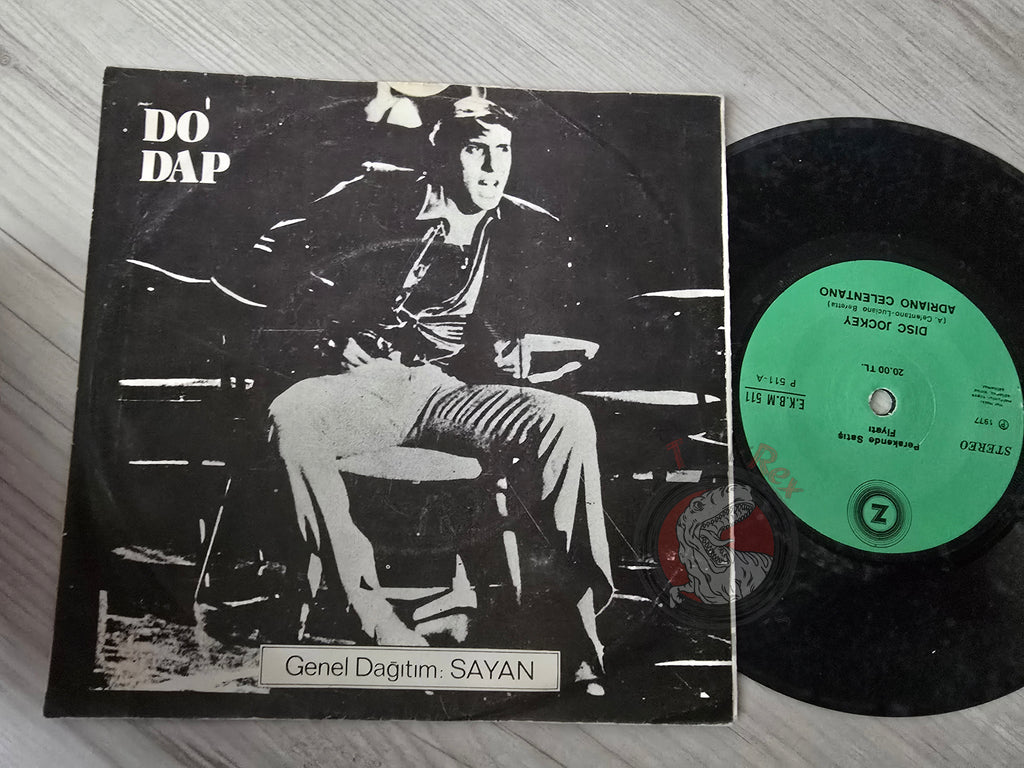 DO
DAP
Genel Dağıtım: SAYAN
Z
STEREO
Perakende Satış
Fiyatı
20.00 TL.
℗ 1977
E.K.B.M 511
P 511-A
DISC JOCKEY
(A. Celentano-Luciano Beretta)
ADRIANO CELENTANO
Rex